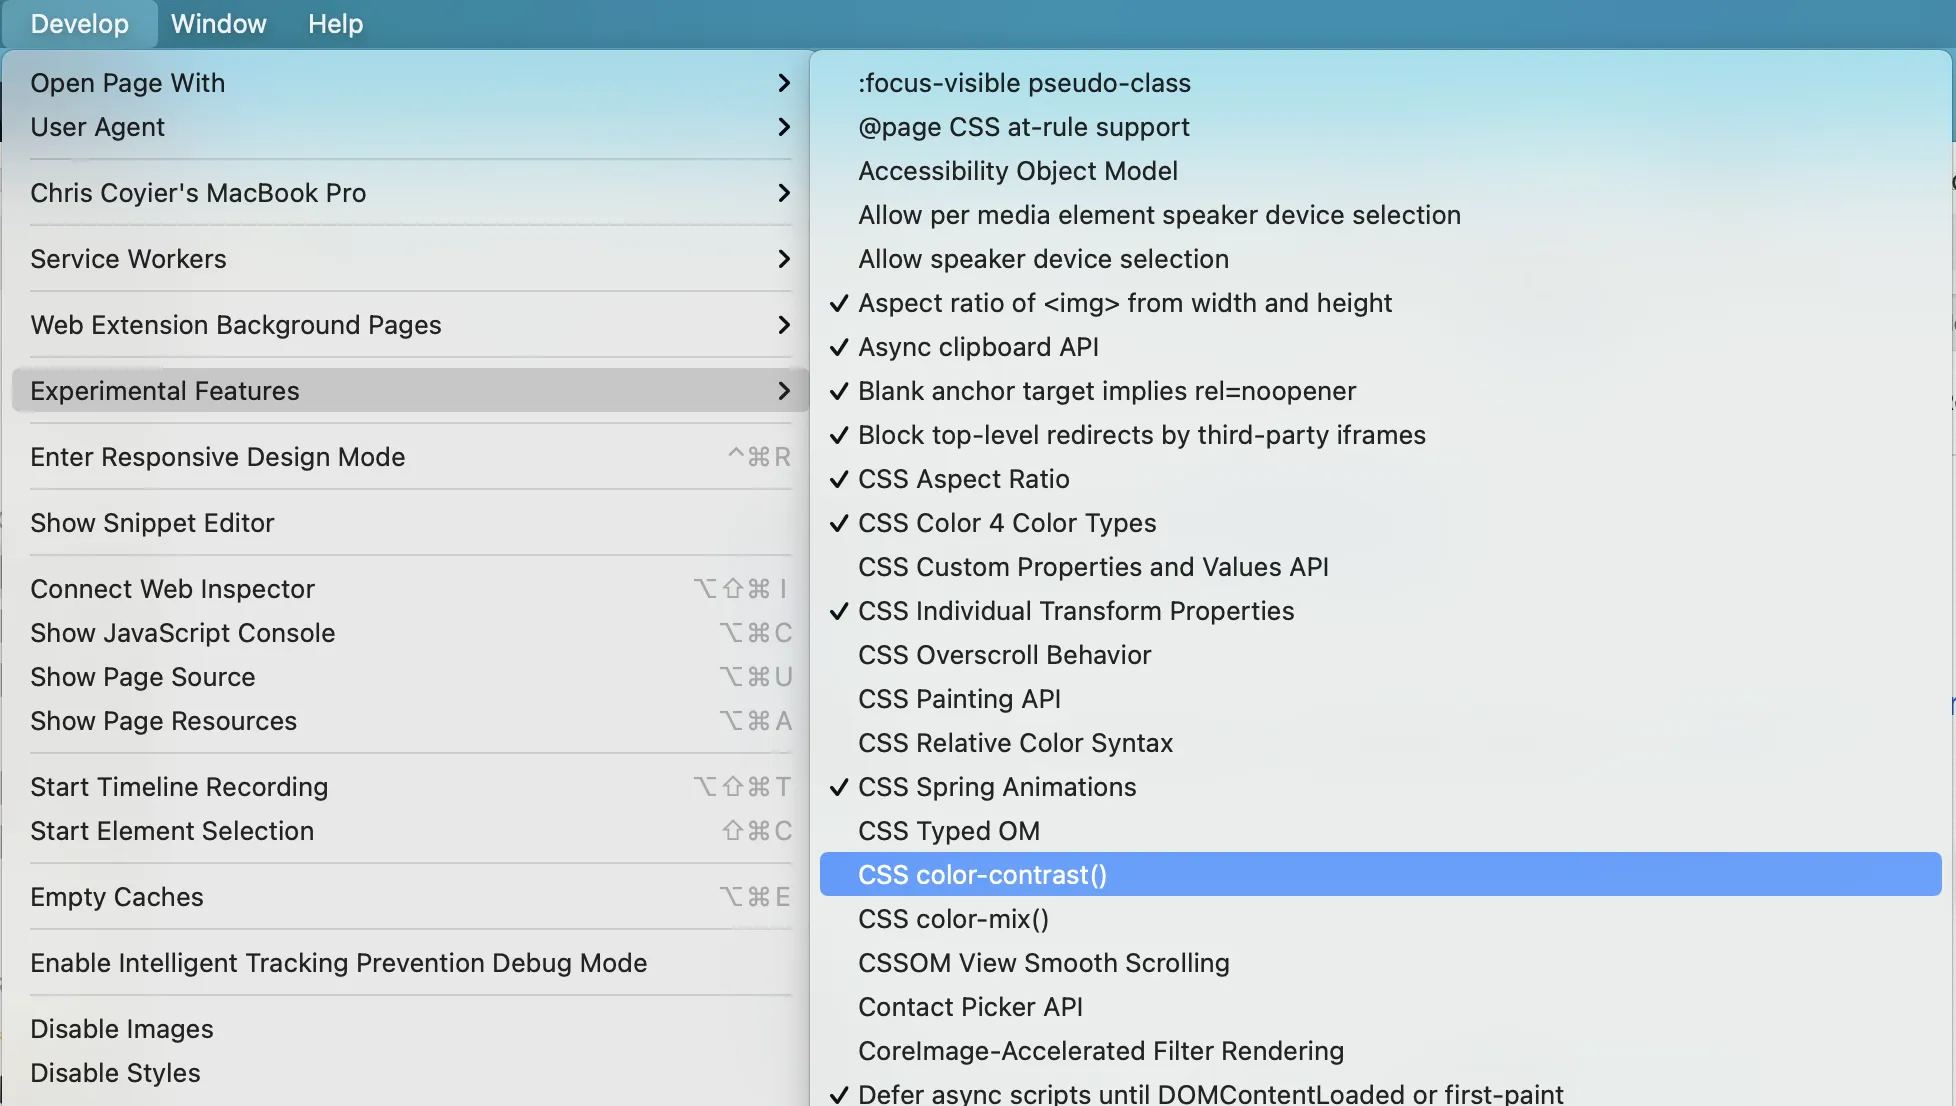 Develop Window Help
Open Page With
User Agent
Chris Coyier's MacBook Pro
Service Workers
Web Extension Background Pages
Experimental Features
Enter Responsive Design Mode ^⌘R
Show Snippet Editor
Connect Web Inspector ⌥⇧⌘I
Show JavaScript Console ⌥⌘C
Show Page Source ⌥⌘U
Show Page Resources ⌥⌘A
Start Timeline Recording ⌥⇧⌘T
Start Element Selection ⇧⌘C
Empty Caches ⌥⌘E
Enable Intelligent Tracking Prevention Debug Mode
Disable Images
Disable Styles
:focus-visible pseudo-class
@page CSS at-rule support
Accessibility Object Model
Allow per media element speaker device selection
Allow speaker device selection
✓ Aspect ratio of <img> from width and height
✓ Async clipboard API
✓ Blank anchor target implies rel=noopener
✓ Block top-level redirects by third-party iframes
✓ CSS Aspect Ratio
✓ CSS Color 4 Color Types
CSS Custom Properties and Values API
✓ CSS Individual Transform Properties
CSS Overscroll Behavior
CSS Painting API
CSS Relative Color Syntax
✓ CSS Spring Animations
CSS Typed OM
CSS color-contrast()
CSS color-mix()
CSSOM View Smooth Scrolling
Contact Picker API
CoreImage-Accelerated Filter Rendering
✓ Defer async scripts until DOMContentLoaded or first-paint